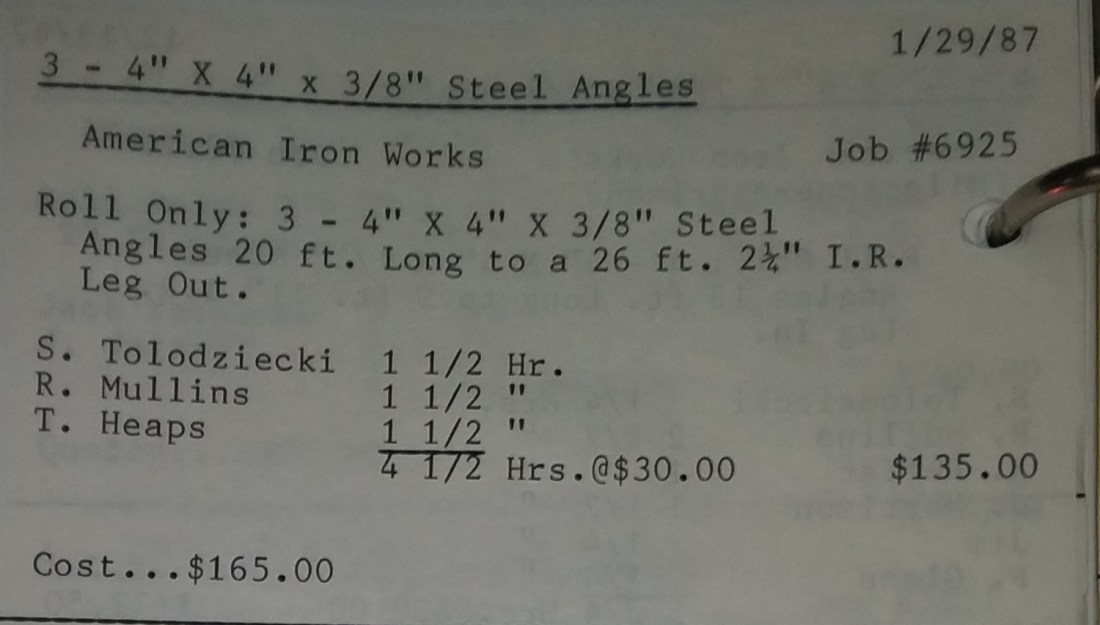 1/29/87
3 - 4" X 4" x 3/8" Steel Angles
American Iron Works Job #6925
Roll Only: 3 - 4" X 4" X 3/8" Steel
Angles 20 ft. Long to a 26 ft. 2¼" I.R.
Leg Out.
S. Tolodziecki 1 1/2 Hr.
R. Mullins 1 1/2 "
T. Heaps 1 1/2 "
4 1/2 Hrs.@$30.00 $135.00
Cost...$165.00